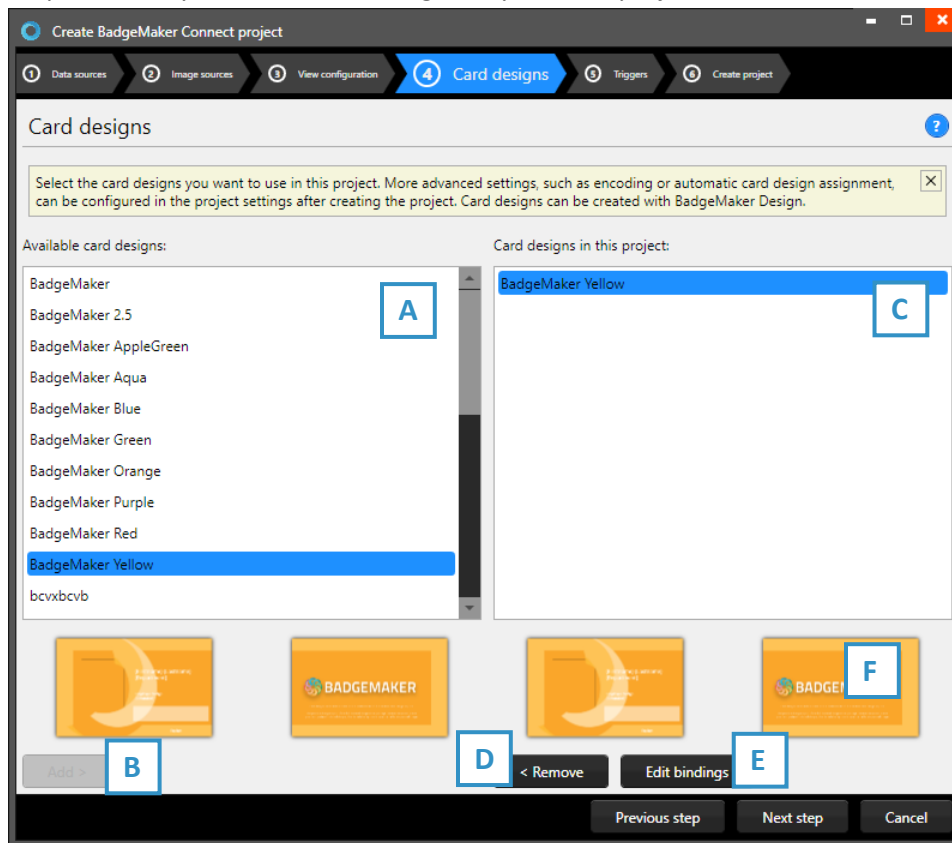 Create BadgeMaker Connect project
1 Data sources 2 Image sources 3 View configuration 4 Card designs 5 Triggers 6 Create project
Card designs
?
Select the card designs you want to use in this project. More advanced settings, such as encoding or automatic card design assignment,
can be configured in the project settings after creating the project. Card designs can be created with BadgeMaker Design.
Available card designs:
Card designs in this project:
BadgeMaker
BadgeMaker 2.5
BadgeMaker AppleGreen
BadgeMaker Aqua
BadgeMaker Blue
BadgeMaker Green
BadgeMaker Orange
BadgeMaker Purple
BadgeMaker Red
BadgeMaker Yellow
bcvxbcvb
A
BadgeMaker Yellow
C
BADGEMAKER
BADGE
F
Add >
B
D
< Remove
Edit bindings
E
Previous step
Next step
Cancel